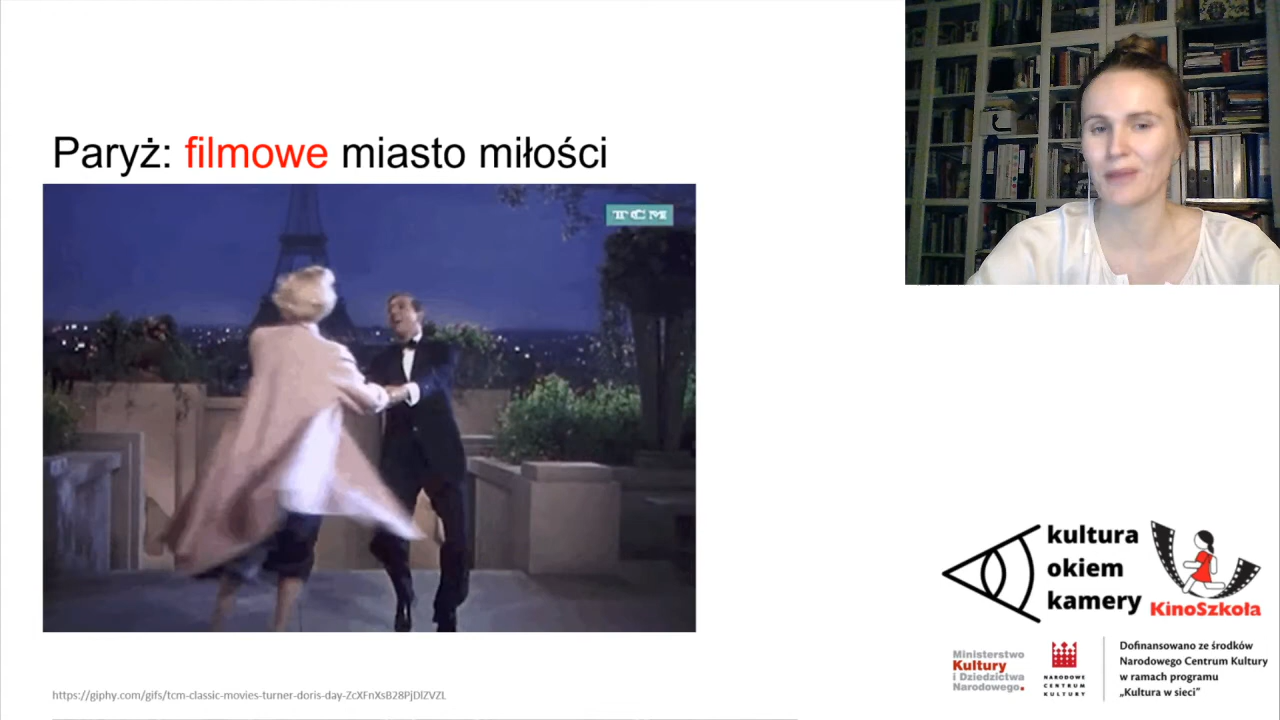 Paryż: filmowe miasto miłości
TCM
kultura
okiem
kamery
KinoSzkoła
Ministerstwo
Kultury
i Dziedzictwa
Narodowego.
NARODOWE
CENTRUM
KULTURY
Dofinansowano ze środków
Narodowego Centrum Kultury
w ramach programu
„Kultura w sieci”
https://giphy.com/gifs/tcm-classic-movies-turner-doris-day-ZcXFnXsB28PjDlZVZL